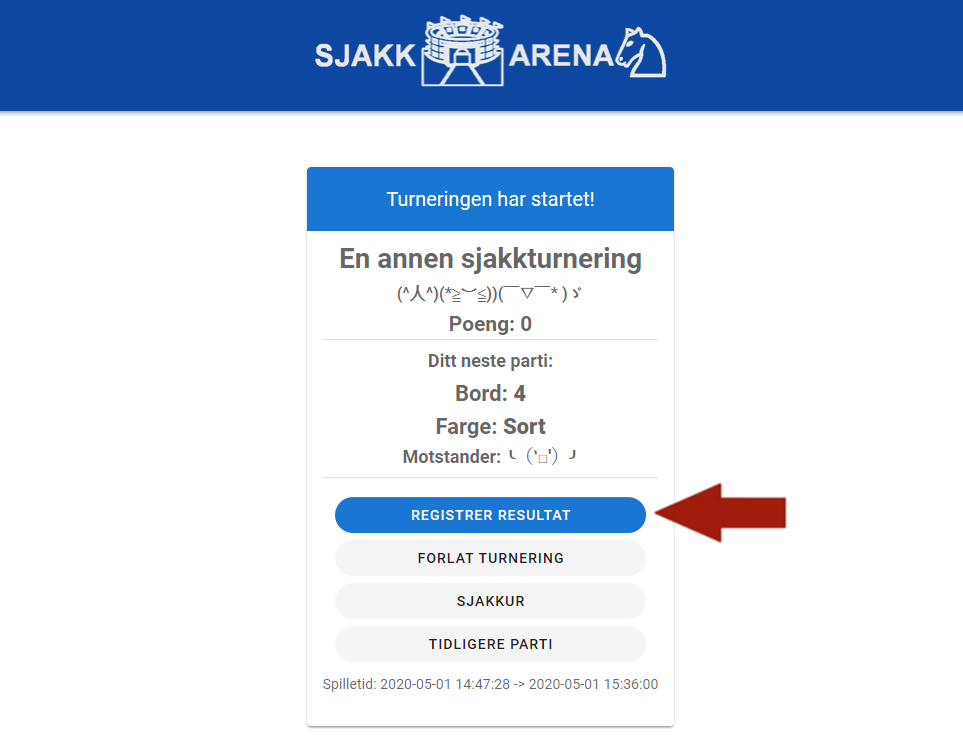 SJAKK ARENA
Turneringen har startet!
En annen sjakkturnering
(^人^)(*≧︶≦))(￣▽￣* )ゞ
Poeng: 0
Ditt neste parti:
Bord: 4
Farge: Sort
Motstander: ╰（‵□′）╯
REGISTRER RESULTAT
FORLAT TURNERING
SJAKKUR
TIDLIGERE PARTI
Spilletid: 2020-05-01 14:47:28 -> 2020-05-01 15:36:00